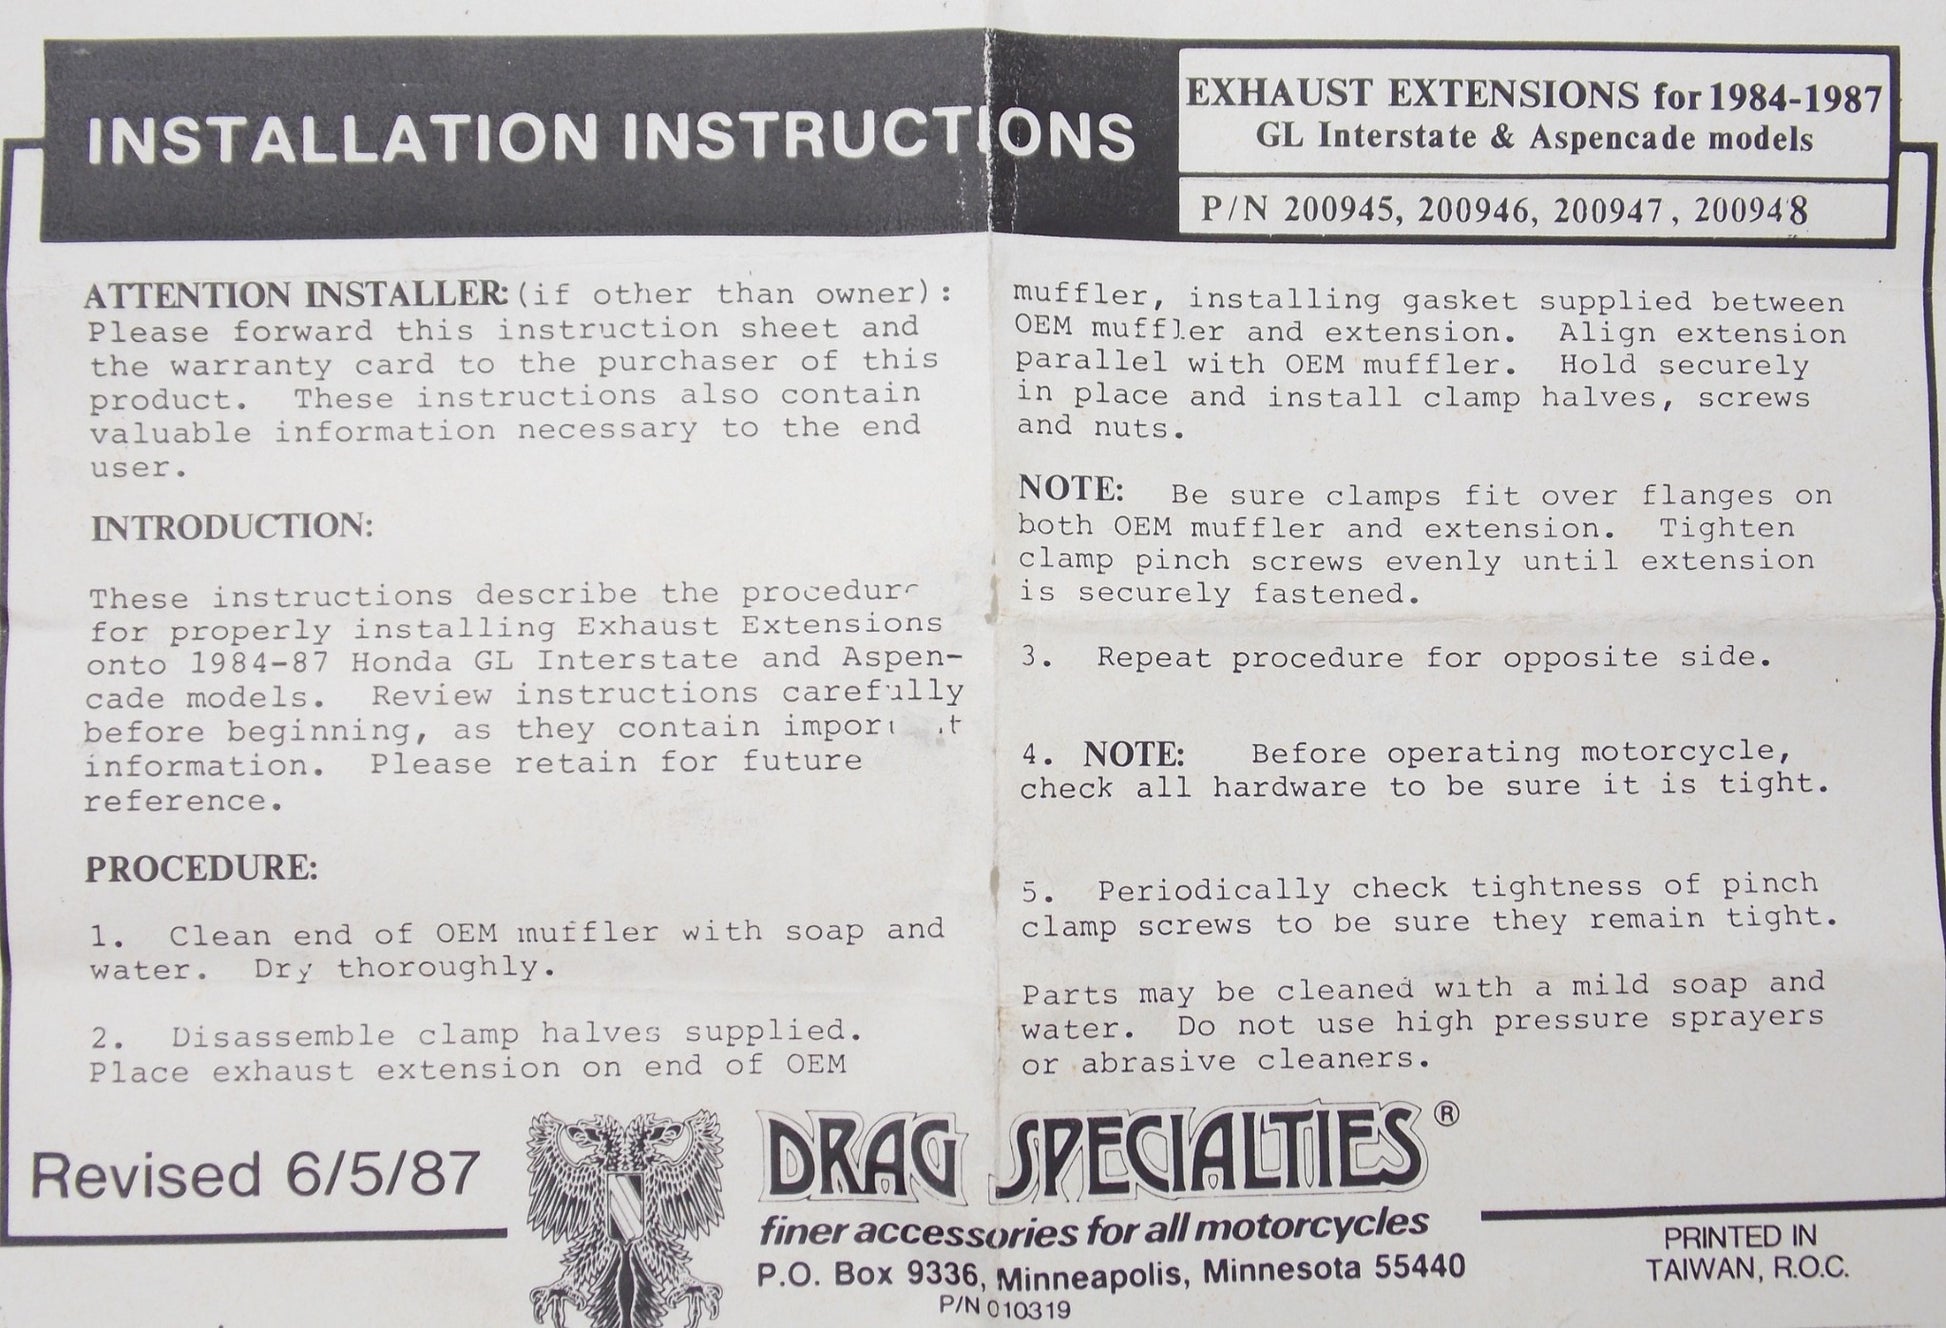 INSTALLATION INSTRUCTIONS
EXHAUST EXTENSIONS for 1984-1987
GL Interstate & Aspencade models
P/N 200945, 200946, 200947, 200948
ATTENTION INSTALLER: (if other than owner):
Please forward this instruction sheet and
the warranty card to the purchaser of this
product. These instructions also contain
valuable information necessary to the end
user.
INTRODUCTION:
These instructions describe the procedure
for properly installing Exhaust Extensions
onto 1984-87 Honda GL Interstate and Aspen-
cade models. Review instructions carefully
before beginning, as they contain important
information. Please retain for future
reference.
PROCEDURE:
1. Clean end of OEM muffler with soap and
water. Dry thoroughly.
2. Disassemble clamp halves supplied.
Place exhaust extension on end of OEM
muffler, installing gasket supplied between
OEM muffler and extension. Align extension
parallel with OEM muffler. Hold securely
in place and install clamp halves, screws
and nuts.
NOTE: Be sure clamps fit over flanges on
both OEM muffler and extension. Tighten
clamp pinch screws evenly until extension
is securely fastened.
3. Repeat procedure for opposite side.
4. NOTE: Before operating motorcycle,
check all hardware to be sure it is tight.
5. Periodically check tightness of pinch
clamp screws to be sure they remain tight.
Parts may be cleaned with a mild soap and
water. Do not use high pressure sprayers
or abrasive cleaners.
Revised 6/5/87
DRAG SPECIALTIES®
finer accessories for all motorcycles
P.O. Box 9336, Minneapolis, Minnesota 55440
P/N 010319
PRINTED IN
TAIWAN, R.O.C.